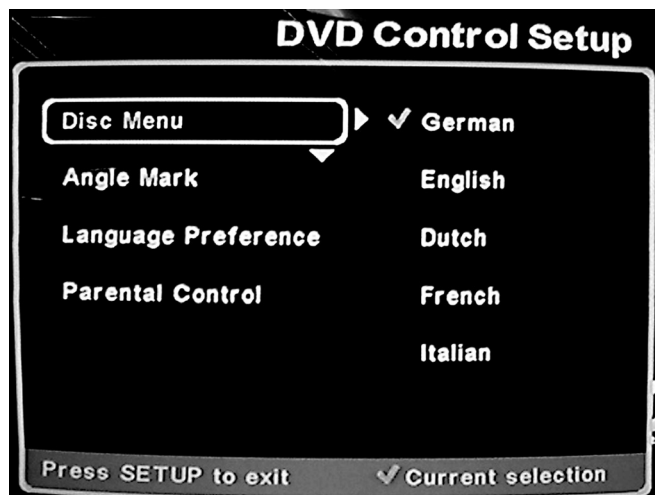 DVD Control Setup
Disc Menu German
Angle Mark English
Language Preference Dutch
Parental Control French
Italian
Press SETUP to exit Current selection